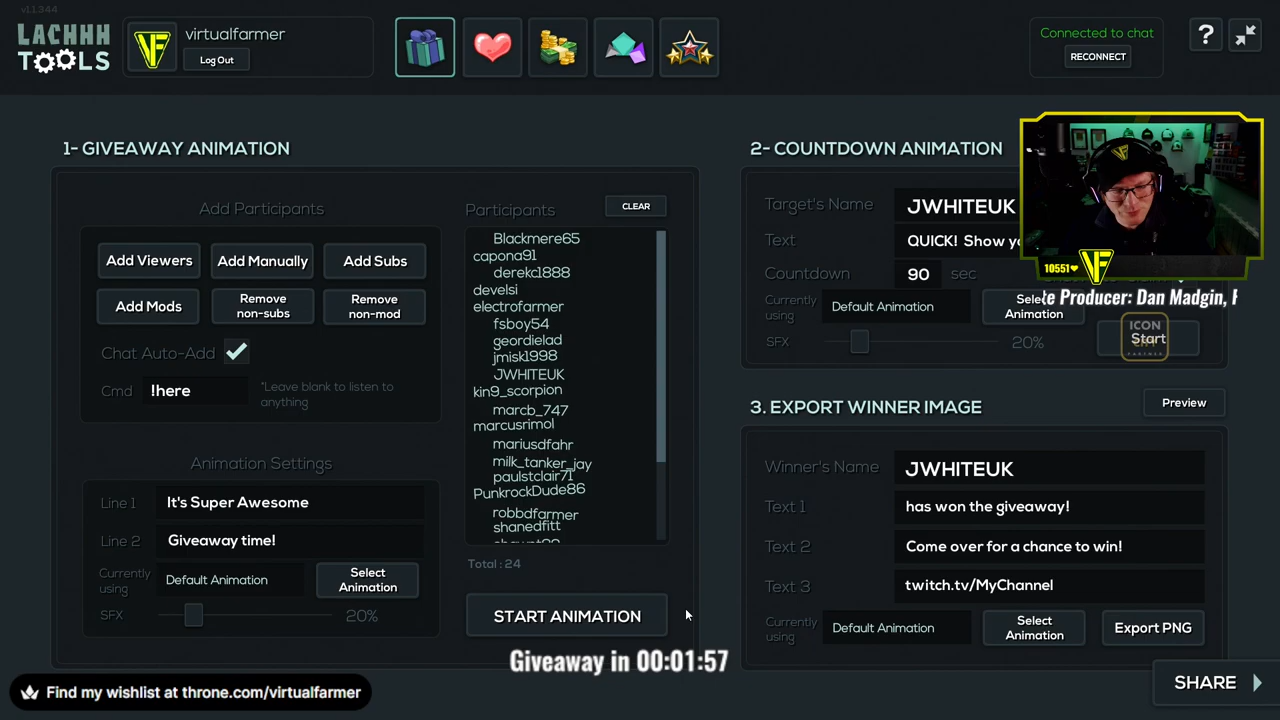 v1.1.344
LACHHH
TOOLS
virtualfarmer
Log Out
Connected to chat
RECONNECT
?
1- GIVEAWAY ANIMATION
Add Participants
Add Viewers
Add Manually
Add Subs
Add Mods
Remove non-subs
Remove non-mod
Chat Auto-Add
Cmd
!here
*Leave blank to listen to
anything
Animation Settings
Line 1
It's Super Awesome
Line 2
Giveaway time!
Currently using
Default Animation
Select Animation
SFX
20%
Participants
CLEAR
Blackmere65
capona91
derekc1888
develsi
electrofarmer
fsboy54
geordielad
jmisk1998
JWHITEUK
kin9_scorpion
marcb_747
marcusrimol
mariusdfahr
milk_tanker_jay
paulstclair71
PunkrockDude86
robbdfarmer
shanedfitt
Total : 24
START ANIMATION
2- COUNTDOWN ANIMATION
Target's Name
JWHITEUK
Text
QUICK! Show
Countdown
90
sec
Currently using
Default Animation
Select Animation
SFX
20%
ICON
Start
10551
VF
e Producer: Dan Madgin,
3. EXPORT WINNER IMAGE
Preview
Winner's Name
JWHITEUK
Text 1
has won the giveaway!
Text 2
Come over for a chance to win!
Text 3
twitch.tv/MyChannel
Currently using
Default Animation
Select Animation
Export PNG
Giveaway in 00:01:57
Find my wishlist at throne.com/virtualfarmer
SHARE